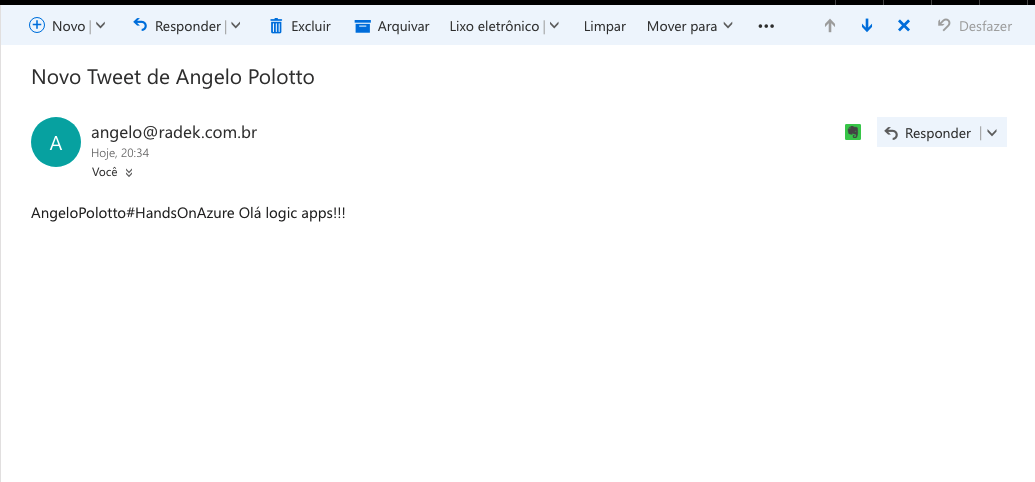 Novo | Responder | Excluir Arquivar Lixo eletrônico | Limpar Mover para ••• Desfazer
Novo Tweet de Angelo Polotto
A
angelo@radek.com.br
Responder |
Hoje, 20:34
Você
AngeloPolotto#HandsOnAzure Olá logic apps!!!